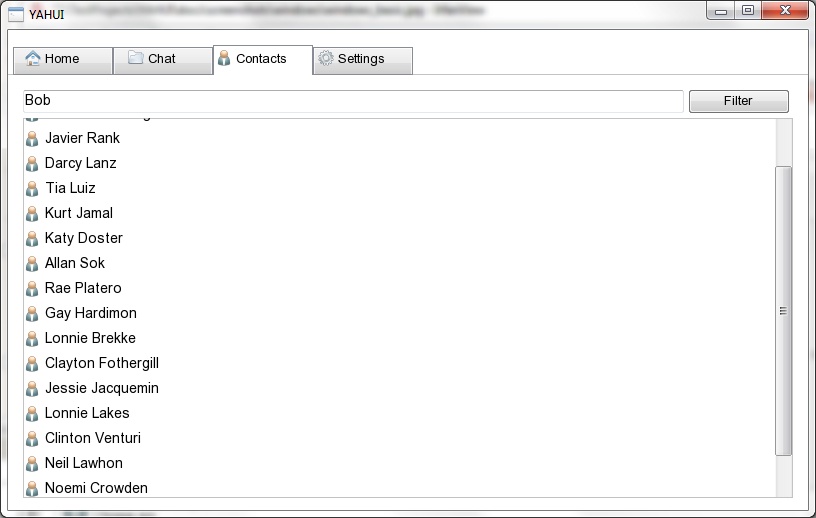 YAHUI
Home Chat Contacts Settings
Bob Filter
Javier Rank
Darcy Lanz
Tia Luiz
Kurt Jamal
Katy Doster
Allan Sok
Rae Platero
Gay Hardimon
Lonnie Brekke
Clayton Fothergill
Jessie Jacquemin
Lonnie Lakes
Clinton Venturi
Neil Lawhon
Noemi Crowden